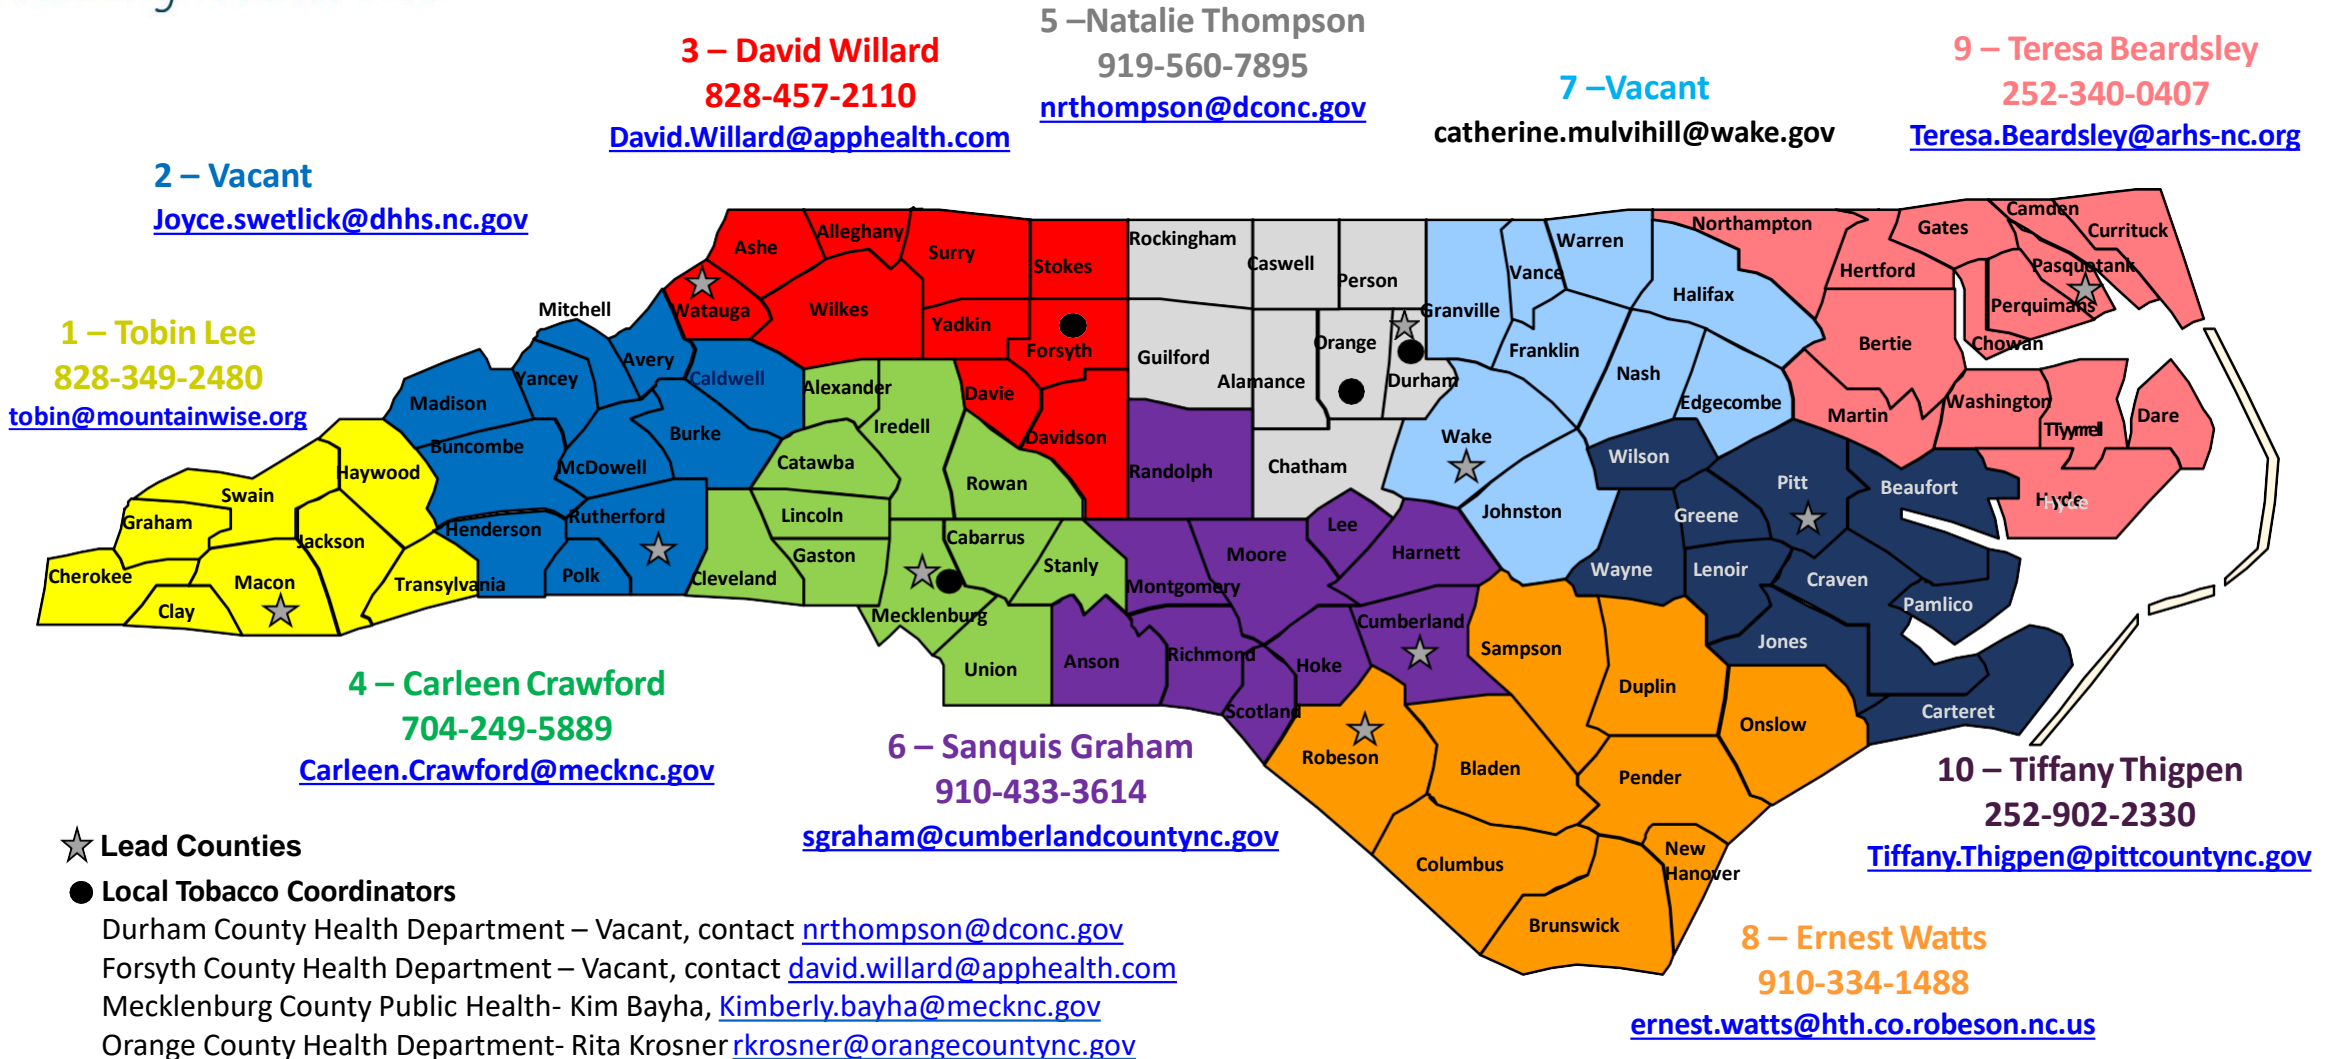 5 –Natalie Thompson
919-560-7895
nrthompson@dconc.gov
3 – David Willard
828-457-2110
David.Willard@apphealth.com
9 – Teresa Beardsley
252-340-0407
Teresa.Beardsley@arhs-nc.org
7 –Vacant
catherine.mulvihill@wake.gov
2 – Vacant
Joyce.swetlick@dhhs.nc.gov
1 – Tobin Lee
828-349-2480
tobin@mountainwise.org
Ashe
Alleghany
Surry
Stokes
Rockingham
Caswell
Person
Granville
Vance
Warren
Northampton
Halifax
Hertford
Gates
Camden
Currituck
Pasquotank
Perquimans
Chowan
Bertie
Mitchell
Watauga
Wilkes
Yadkin
Forsyth
Guilford
Alamance
Orange
Durham
Franklin
Nash
Edgecombe
Martin
Washington
Tyrrell
Dare
Hyde
Hyde
Madison
Yancey
Avery
Caldwell
Alexander
Iredell
Davie
Davidson
Randolph
Chatham
Wake
Johnston
Wilson
Greene
Pitt
Beaufort
Buncombe
McDowell
Burke
Catawba
Rowan
Haywood
Swain
Graham
Cherokee
Clay
Macon
Jackson
Transylvania
Henderson
Rutherford
Polk
Cleveland
Lincoln
Gaston
Mecklenburg
Cabarrus
Stanly
Union
Anson
Montgomery
Moore
Lee
Harnett
Richmond
Scotland
Hoke
Cumberland
Sampson
Wayne
Lenoir
Craven
Pamlico
Jones
Carteret
Duplin
Onslow
Robeson
Bladen
Pender
Columbus
Brunswick
New
Hanover
4 – Carleen Crawford
704-249-5889
Carleen.Crawford@mecknc.gov
6 – Sanquis Graham
910-433-3614
sgraham@cumberlandcountync.gov
10 – Tiffany Thigpen
252-902-2330
Tiffany.Thigpen@pittcountync.gov
8 – Ernest Watts
910-334-1488
ernest.watts@hth.co.robeson.nc.us
Lead Counties
Local Tobacco Coordinators
Durham County Health Department – Vacant, contact nrthompson@dconc.gov
Forsyth County Health Department – Vacant, contact david.willard@apphealth.com
Mecklenburg County Public Health- Kim Bayha, Kimberly.bayha@mecknc.gov
Orange County Health Department- Rita Krosner rkrosner@orangecountync.gov